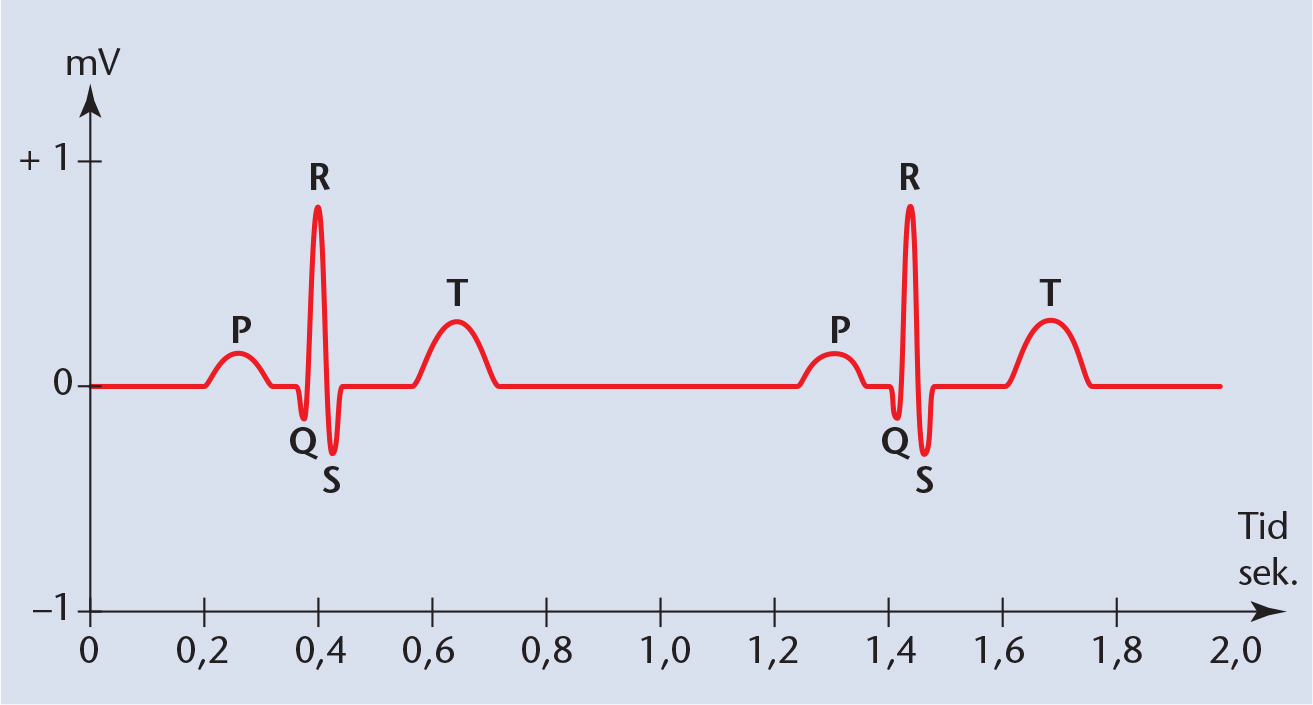 mV
+ 1
R
R
T
T
P
P
0
Q
Q
S
S
Tid
sek.
–1
0
0,2
0,4
0,6
0,8
1,0
1,2
1,4
1,6
1,8
2,0